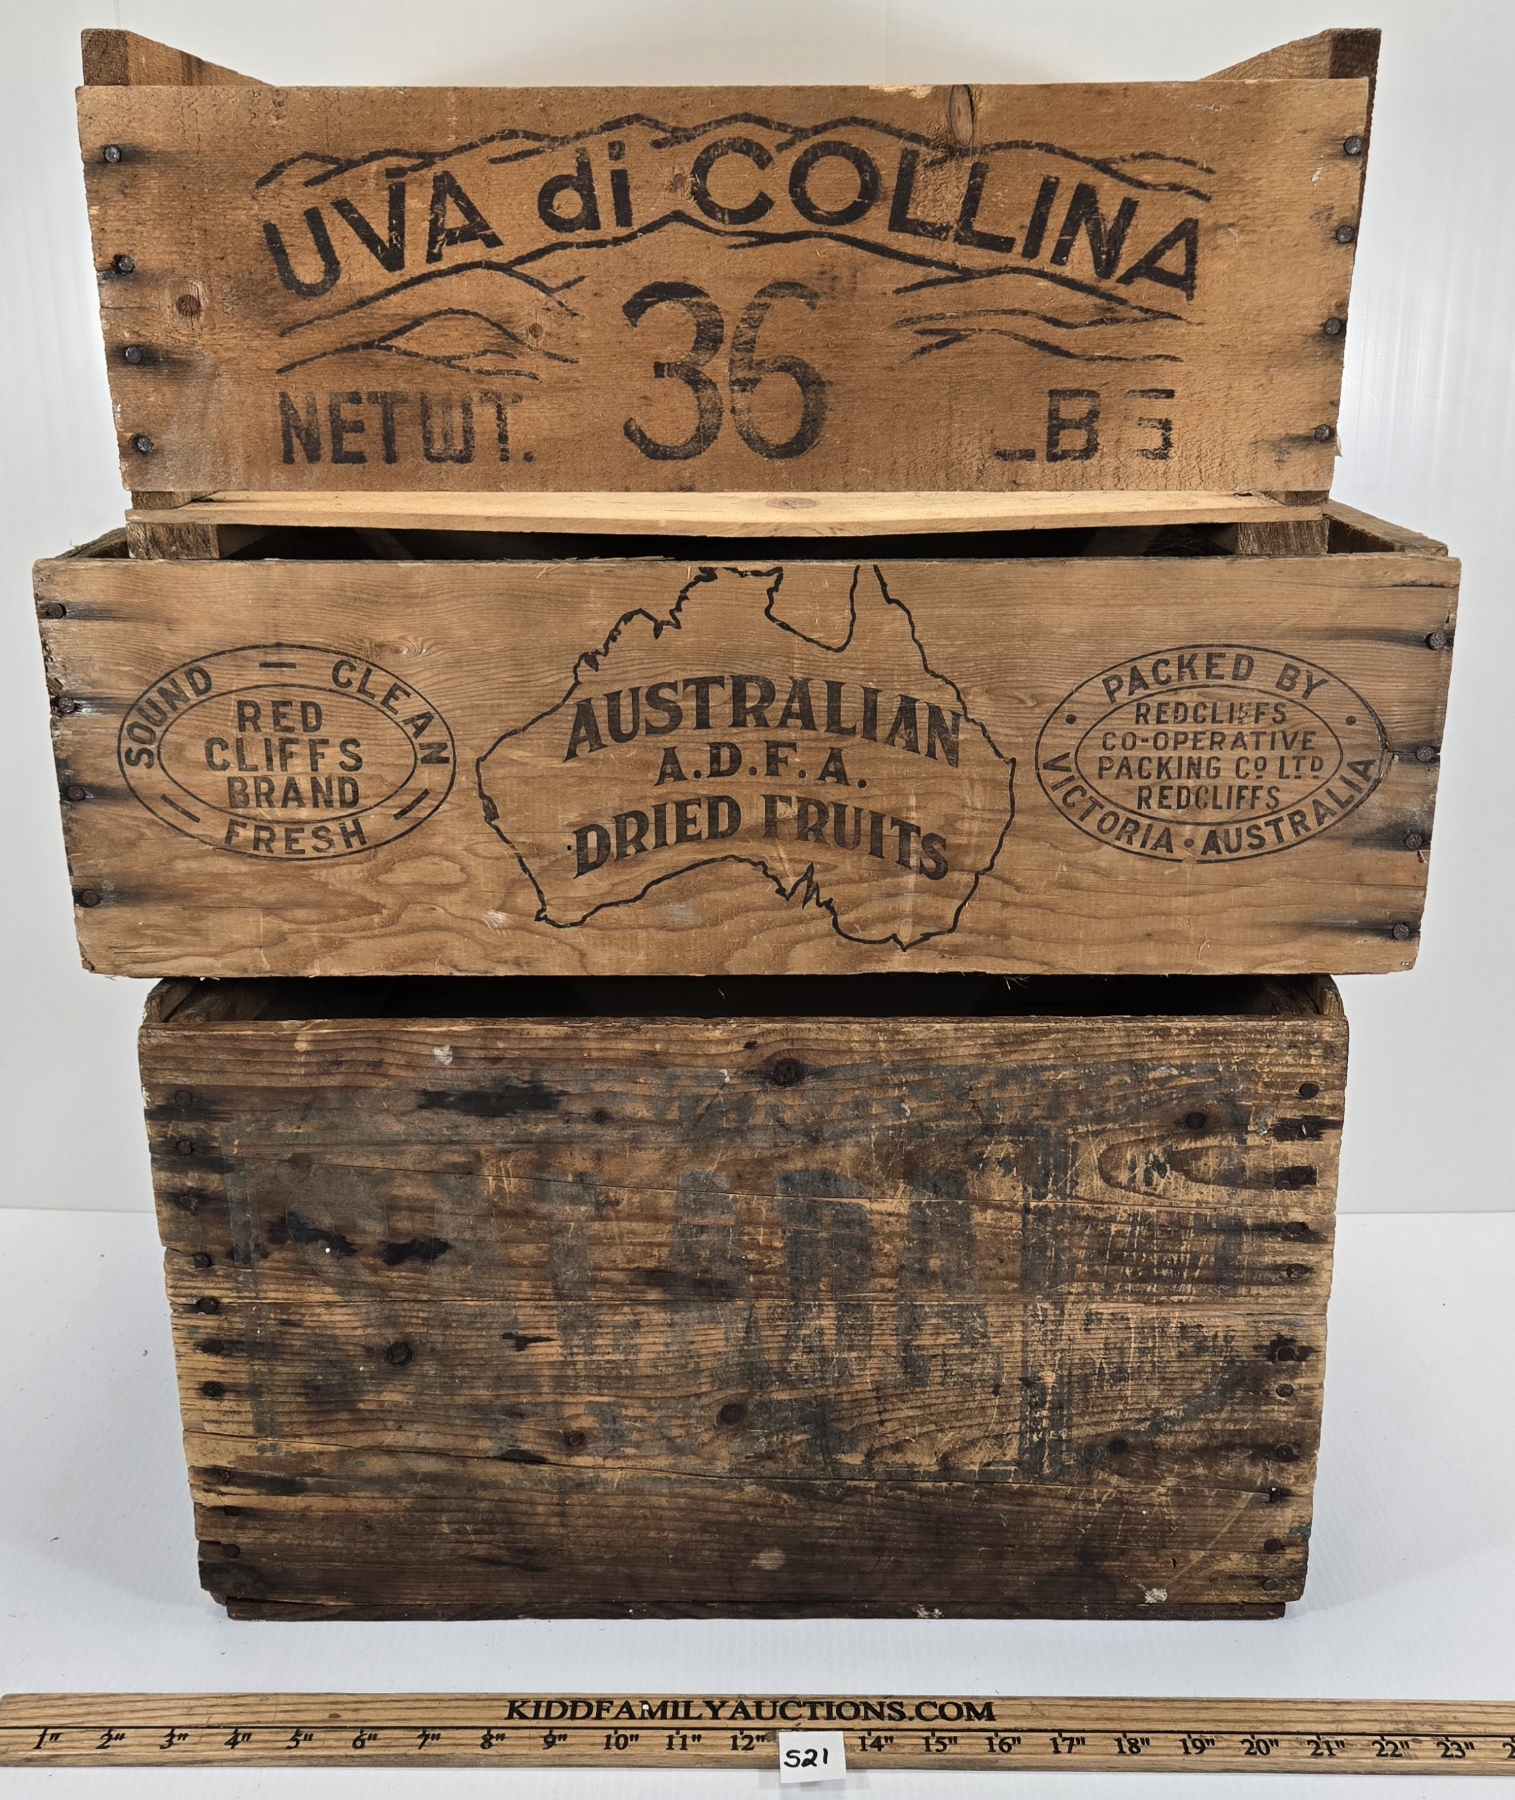 UVA di COLLINA
NET WT. 36 LBS
SOUND — CLEAN
RED
CLIFFS
BRAND
— FRESH —
AUSTRALIAN
A.D.F.A.
DRIED FRUITS
PACKED BY
REDCLIFFS
CO-OPERATIVE
PACKING CO LTD
REDCLIFFS
• VICTORIA • AUSTRALIA •
KIDDFAMILYAUCTIONS.COM
1" 2" 3" 4" 5" 6" 7" 8" 9" 10" 11" 12" 14" 15" 16" 17" 18" 19" 20" 21" 22" 23"
521